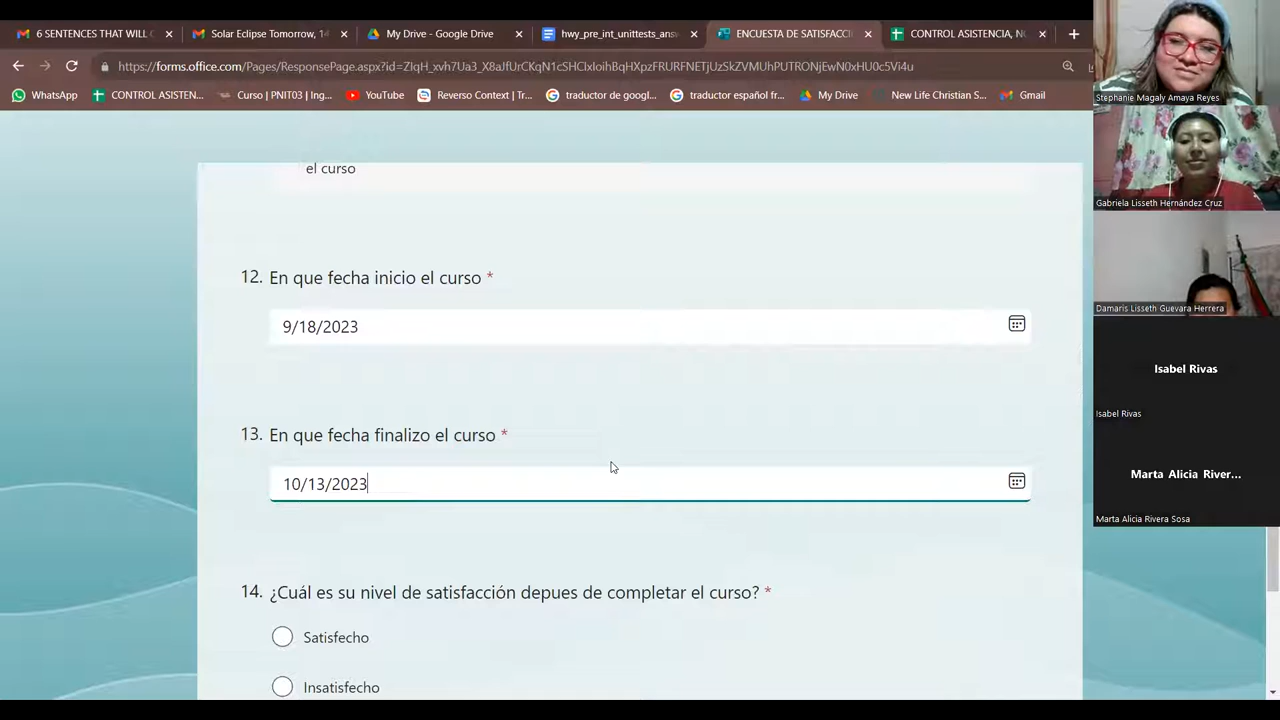 6 SENTENCES THAT WILL
Solar Eclipse Tomorrow, 14
My Drive - Google Drive
hwy_pre_int_unittests_answ
ENCUESTA DE SATISFACCI
CONTROL ASISTENCIA, N
https://forms.office.com/Pages/ResponsePage.aspx?id=ZIqH_xvh7Ua3_X8aJfUrCKqN1cSHCIxIoihBqHXpzFRURFNETjUzSkZVMUhPUTRONjEwN0xHU0c5Vi4u
WhatsApp
CONTROL ASISTEN...
Curso | PNIT03 | Ing...
YouTube
Reverso Context | Tr...
traductor de googl...
traductor español fr...
My Drive
New Life Christian S...
Gmail
Stephanie Magaly Amaya Reyes
Gabriela Lisseth Hernández Cruz
Damaris Lisseth Guevara Herrera
Isabel Rivas
Isabel Rivas
Marta Alicia River...
Marta Alicia Rivera Sosa
el curso
12. En que fecha inicio el curso *
9/18/2023
13. En que fecha finalizo el curso *
10/13/2023
14. ¿Cuál es su nivel de satisfacción depues de completar el curso? *
Satisfecho
Insatisfecho